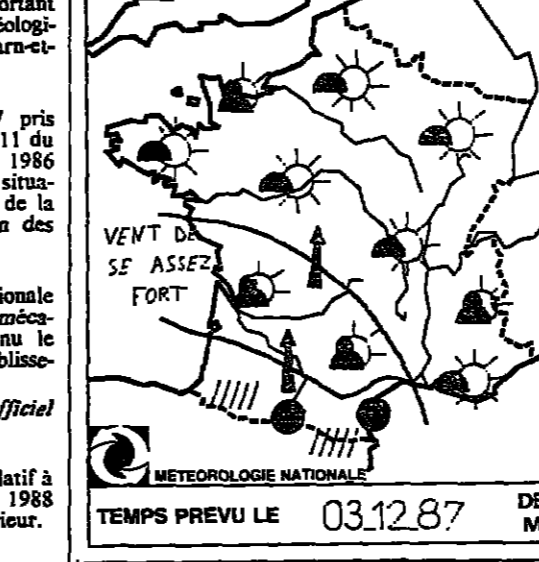 ortant
éologi-
arn-et-
7 pris
11 du
1986
situa-
de la
n des
ionale
méca-
nu le
blisse-
fficiel
latif à
1988
ieur.
VENT DE
SE ASSEZ
FORT
METEOROLOGIE NATIONALE
TEMPS PREVU LE 03.12.87 DE
M